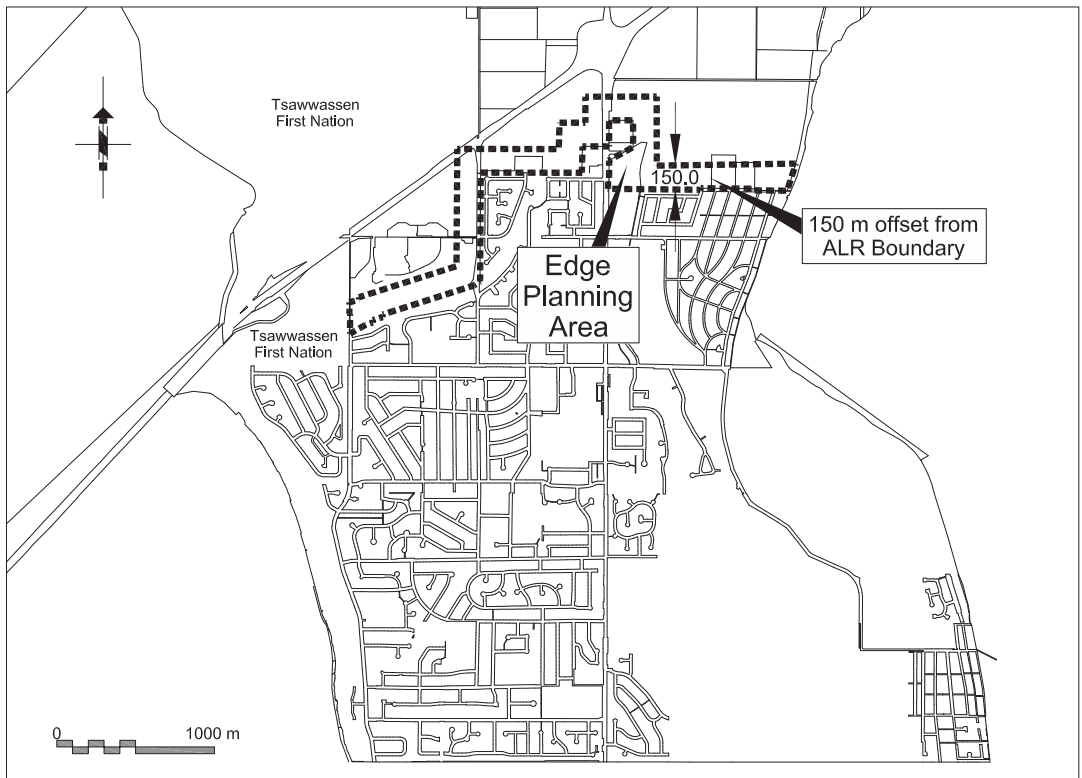 Tsawwassen
First Nation
150.0
150 m offset from
ALR Boundary
Edge
Planning
Area
Tsawwassen
First Nation
0 1000 m